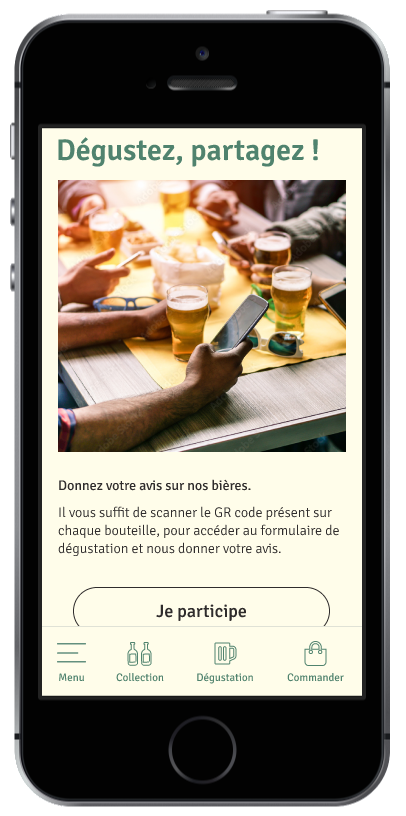 Dégustez, partagez !
Donnez votre avis sur nos bières.
Il vous suffit de scanner le GR code présent sur
chaque bouteille, pour accéder au formulaire de
dégustation et nous donner votre avis.
Je participe
Menu Collection Dégustation Commander